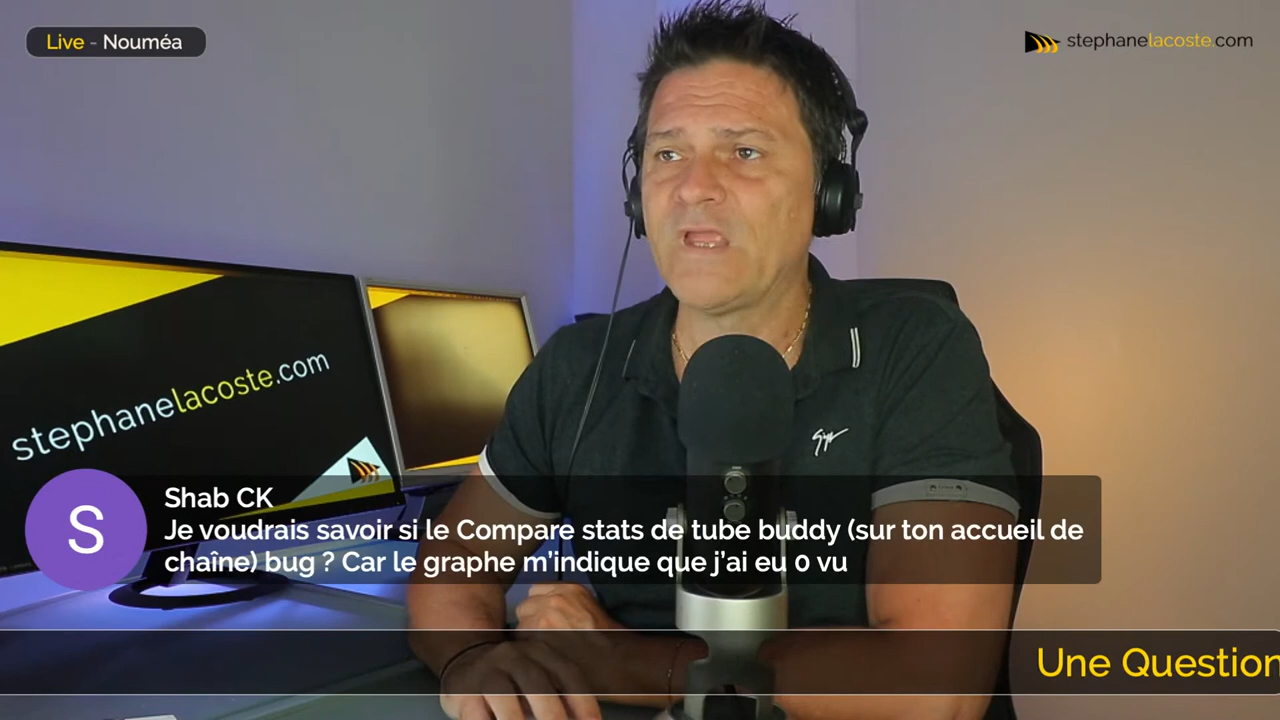 Live - Nouméa
stephanelacoste.com
stephanelacoste.com
S
Shab CK
Je voudrais savoir si le Compare stats de tube buddy (sur ton accueil de
chaîne) bug ? Car le graphe m'indique que j'ai eu 0 vu
Une Question